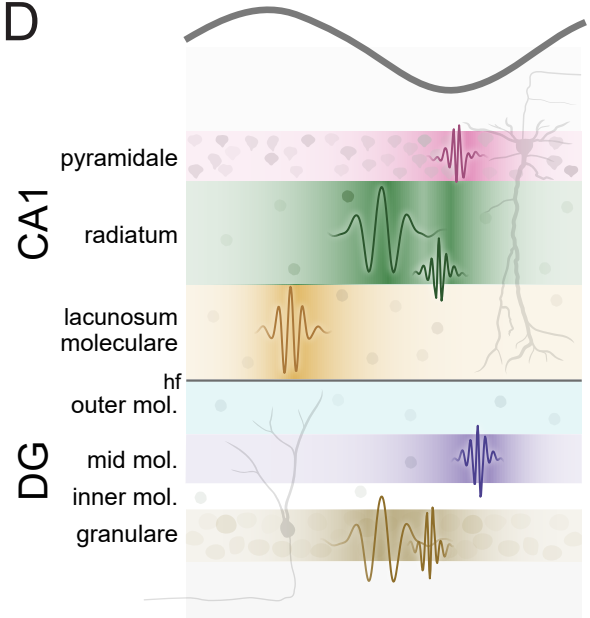 D
CA1
pyramidale
radiatum
lacunosum
moleculare
hf
DG
outer mol.
mid mol.
inner mol.
granulare